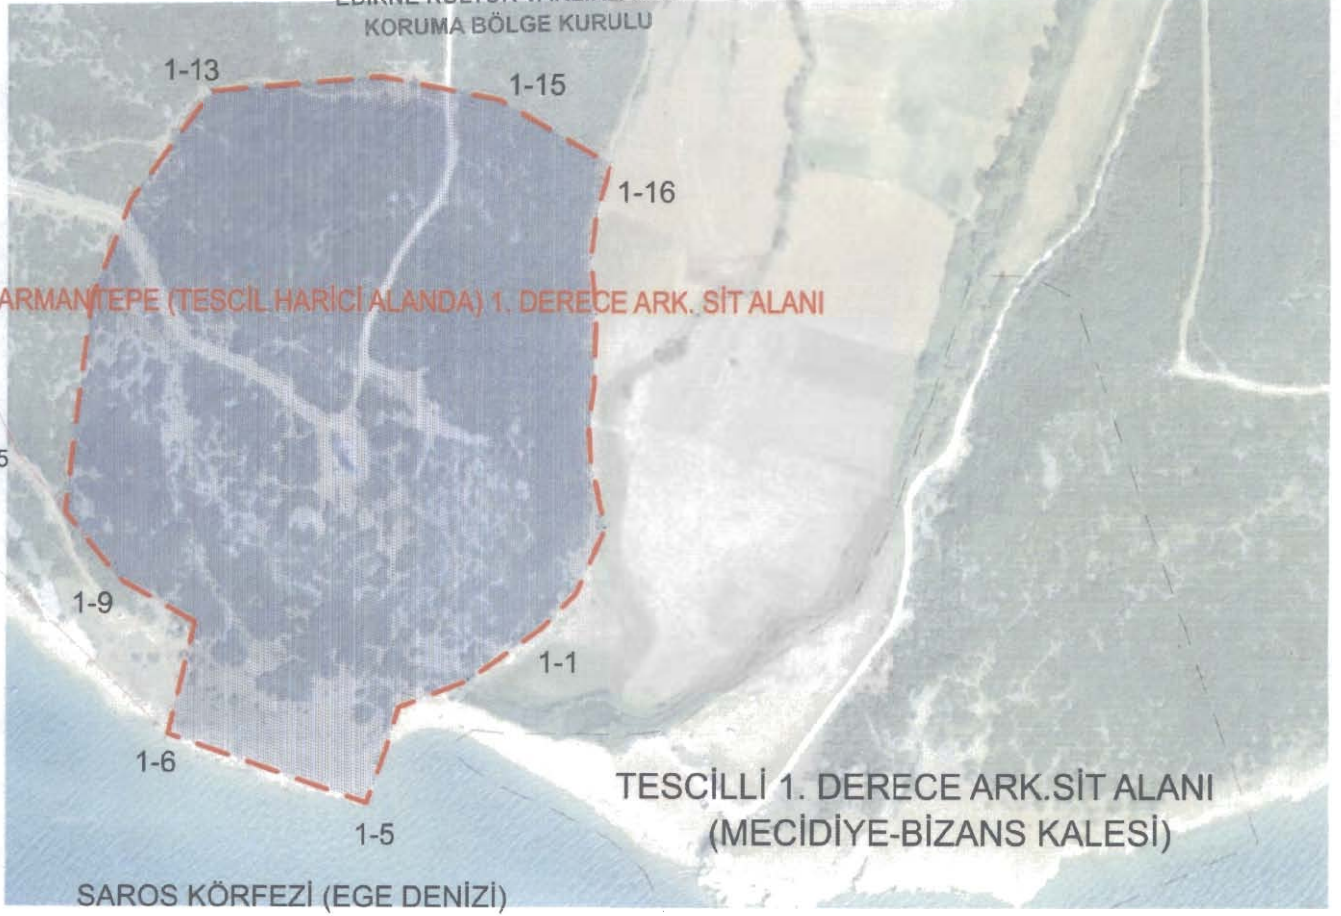 KORUMA BÖLGE KURULU
1-13
1-15
1-16
ARMANTEPE (TESCİL HARİCİ ALANDA) 1. DERECE ARK. SİT ALANI
5
1-9
1-1
1-6
TESCİLLİ 1. DERECE ARK.SİT ALANI
(MECİDİYE-BİZANS KALESİ)
1-5
SAROS KÖRFEZİ (EGE DENİZİ)